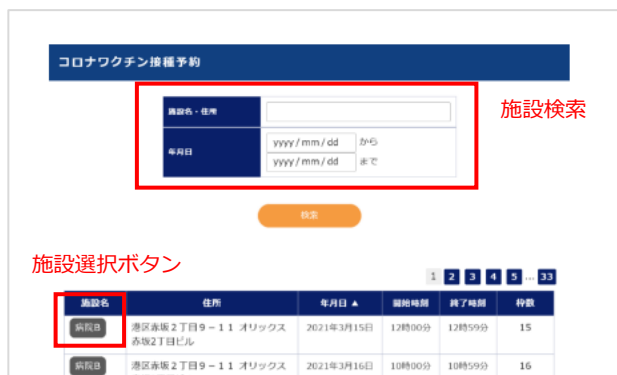 コロナワクチン接種予約
施設名・住所
施設検索
年月日
yyyy/mm/dd から
yyyy/mm/dd まで
検索
施設選択ボタン
1 2 3 4 5 ... 33
施設名 住所 年月日 ▲ 開始時刻 終了時刻 枠数
病院B 港区赤坂2丁目9－11 オリックス 2021年3月15日 12時00分 12時59分 15
赤坂2丁目ビル
病院B 港区赤坂2丁目9－11 オリックス 2021年3月16日 10時00分 10時59分 16